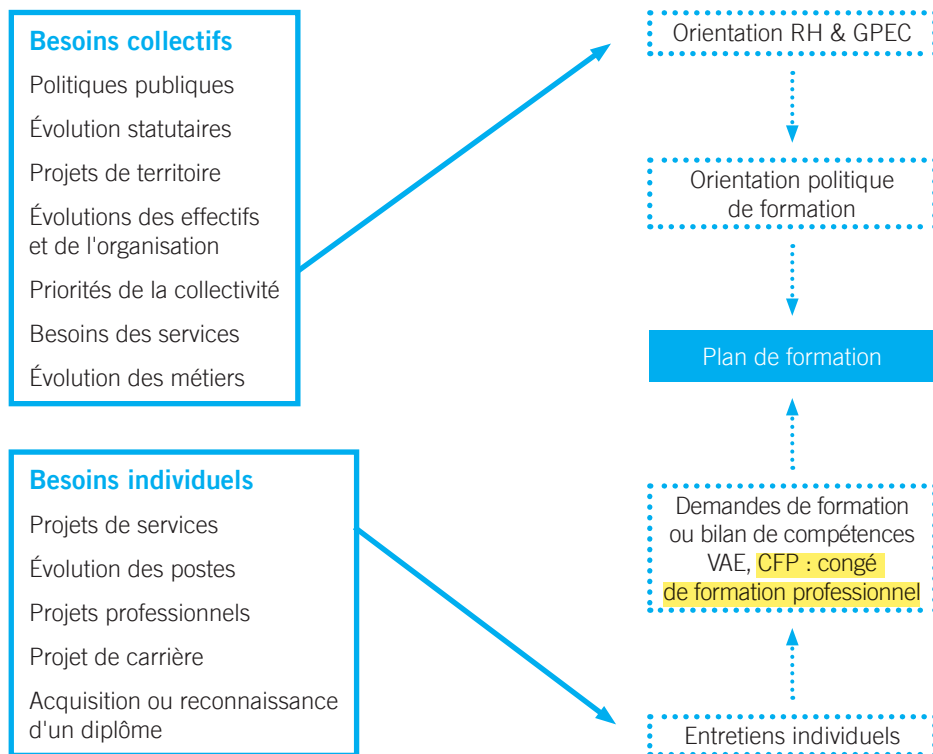 Besoins collectifs
Politiques publiques
Évolution statutaires
Projets de territoire
Évolutions des effectifs
et de l'organisation
Priorités de la collectivité
Besoins des services
Évolution des métiers
Besoins individuels
Projets de services
Évolution des postes
Projets professionnels
Projet de carrière
Acquisition ou reconnaissance
d'un diplôme
Orientation RH & GPEC
Orientation politique
de formation
Plan de formation
Demandes de formation
ou bilan de compétences
VAE, CFP : congé
de formation professionnel
Entretiens individuels